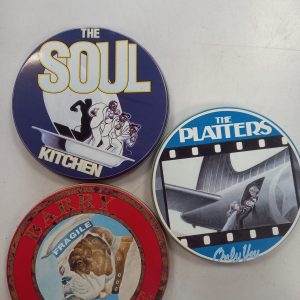 THE
SOUL
KITCHEN
THE
PLATTERS
Only You
BARRY
FRAGILE